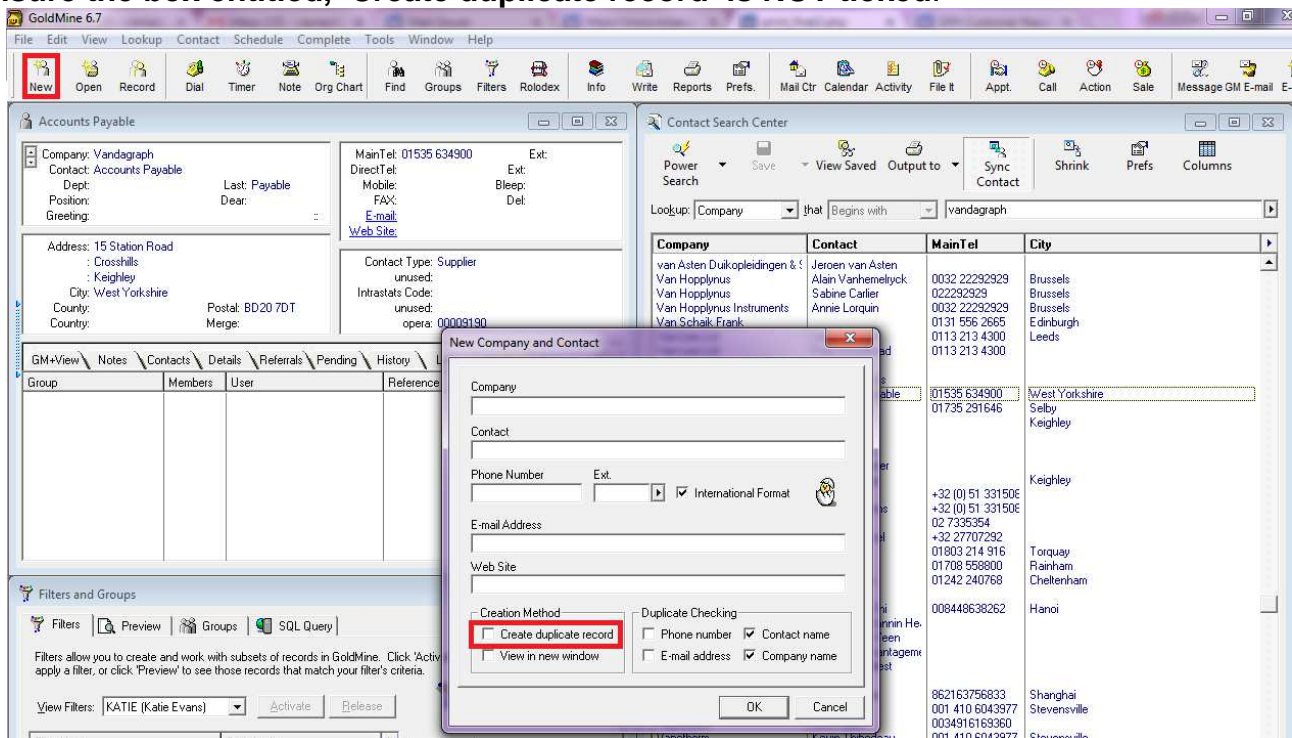 GoldMine 6.7
File Edit View Lookup Contact Schedule Complete Tools Window Help
New Open Record Dial Timer Note Org Chart Find Groups Filters Rolodex Info Write Reports Prefs. Mail Ctr Calendar Activity File It Appt. Call Action Sale Message GM E-mail
Accounts Payable
Company: Vandagraph
Contact: Accounts Payable
Dept: Last: Payable
Position: Dear:
Greeting:
MainTel: 01535 634900 Ext:
DirectTel: Ext:
Mobile: Bleep:
FAX: Del:
E-mail:
Web Site:
Address: 15 Station Road
: Crosshills
: Keighley
City: West Yorkshire
County: Postal: BD20 7DT
Country: Merge:
Contact Type: Supplier
unused:
Intrastats Code:
unused:
opera: 00009190
GM+View Notes Contacts Details Referrals Pending History
Group Members User Reference
Filters and Groups
Filters Preview Groups SQL Query
Filters allow you to create and work with subsets of records in GoldMine. Click 'Activ
apply a filter, or click 'Preview' to see those records that match your filter's criteria.
View Filters: KATIE (Katie Evans) Activate Release
Contact Search Center
Power Search Save View Saved Output to Sync Contact Shrink Prefs Columns
Lookup: Company that Begins with vandagraph
Company Contact MainTel City
van Asten Duikopleidingen & S Jeroen van Asten
Van Hopplynus Alain Vanhemelryck 0032 22292929 Brussels
Van Hopplynus Sabine Carlier 022292929 Brussels
Van Hopplynus Instruments Annie Lorquin 0032 22292929 Brussels
Van Schaik Frank 0131 556 2665 Edinburgh
0113 213 4300 Leeds
0113 213 4300
able 01535 634900 West Yorkshire
01735 291646 Selby
Keighley
Keighley
+32 (0) 51 331508
+32 (0) 51 331508
02 7335354
+32 27707292
01803 214 916 Torquay
01708 558800 Rainham
01242 240768 Cheltenham
008448638262 Hanoi
862163756833 Shanghai
001 410 6043977 Stevensville
0034916169360
001 410 6043977 Stevensville
New Company and Contact
Company
Contact
Phone Number Ext.
International Format
E-mail Address
Web Site
Creation Method
Create duplicate record
View in new window
Duplicate Checking
Phone number Contact name
E-mail address Company name
OK Cancel